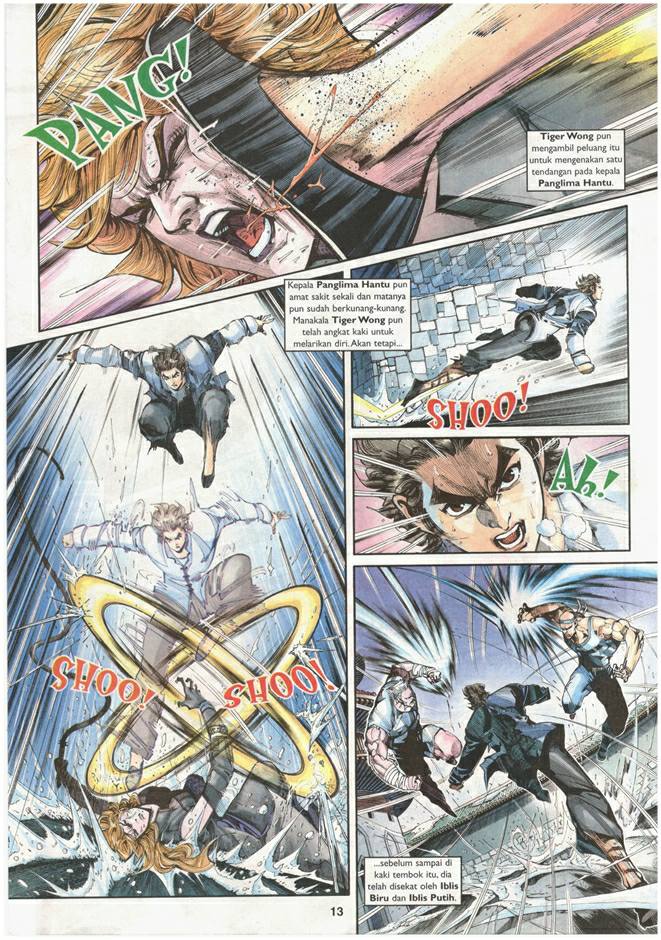 PANG!
Tiger Wong pun
mengambil peluang itu
untuk mengenakan satu
tendangan pada kepala
Panglima Hantu.
Kepala Panglima Hantu pun
amat sakit sekali dan matanya
pun sudah berkunang-kunang.
Manakala Tiger Wong pun
telah angkat kaki untuk
melarikan diri. Akan tetapi...
SHOO!
Ah!
SHOO!
SHOO!
...sebelum sampai di
kaki tembok itu, dia
telah disekat oleh Iblis
Biru dan Iblis Putih.
13